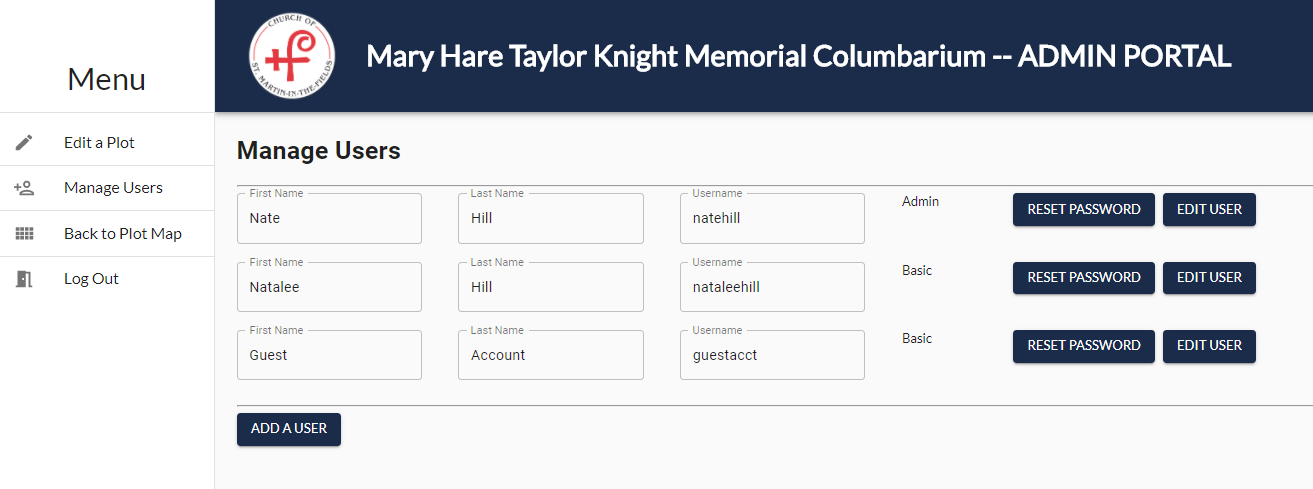 CHURCH OF
ST. MARTIN-IN-THE-FIELDS
Mary Hare Taylor Knight Memorial Columbarium -- ADMIN PORTAL
Menu
Edit a Plot
Manage Users
Back to Plot Map
Log Out
Manage Users
First Name Last Name Username
Nate Hill natehill Admin RESET PASSWORD EDIT USER
First Name Last Name Username
Natalee Hill nataleehill Basic RESET PASSWORD EDIT USER
First Name Last Name Username
Guest Account guestacct Basic RESET PASSWORD EDIT USER
ADD A USER